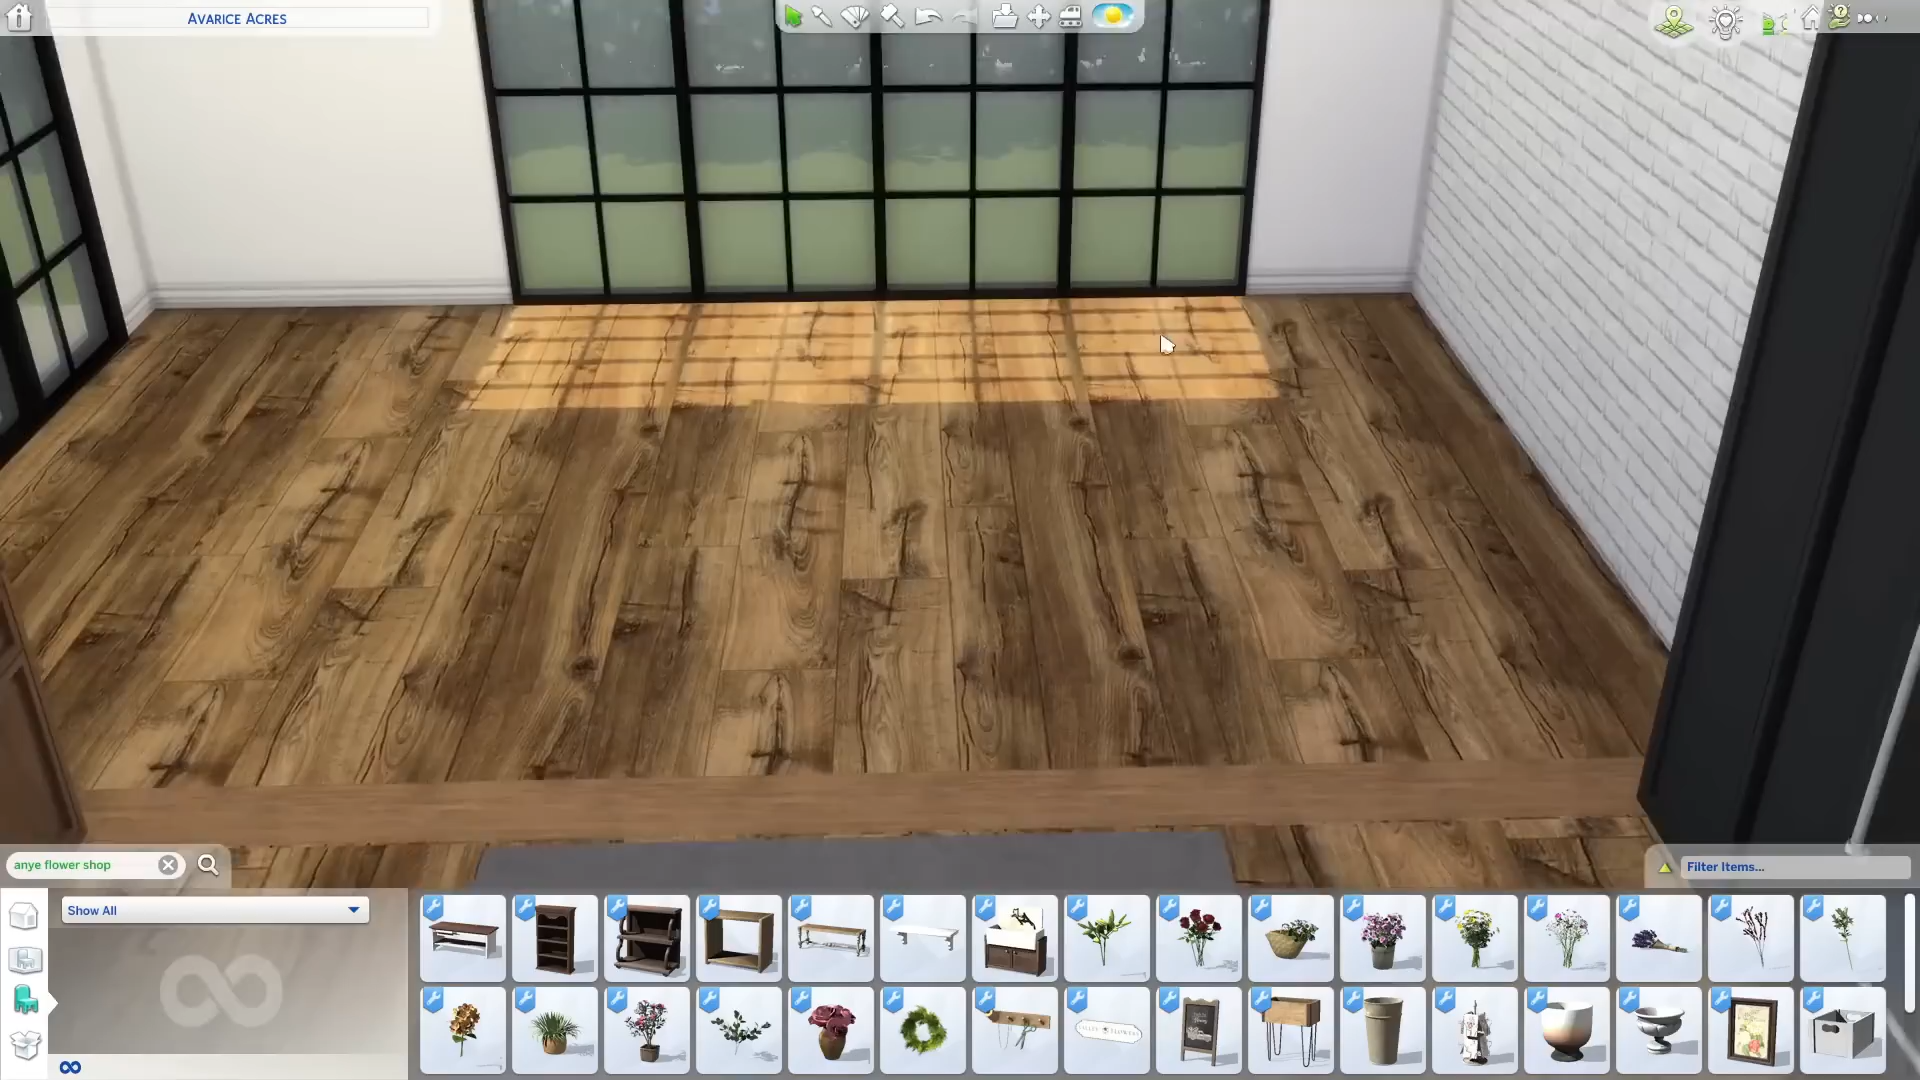 AVARICE ACRES
anye flower shop
Filter Items...
Show All